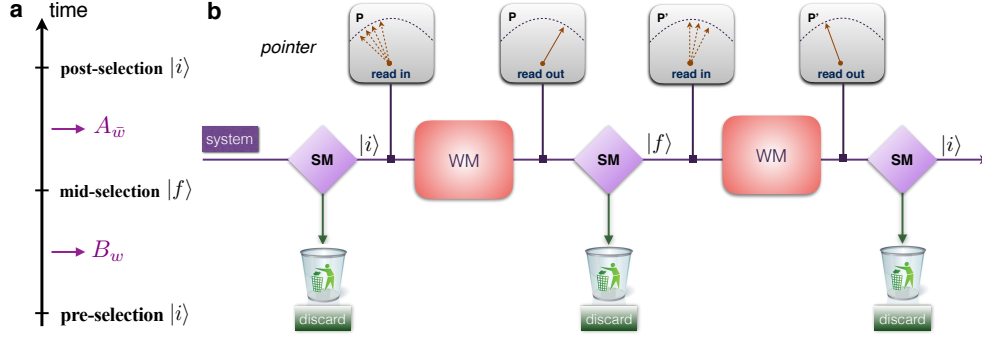 a
time
post-selection |i⟩
A_w̄
mid-selection |f⟩
B_w
pre-selection |i⟩
b
pointer
P
read in
P
read out
P'
read in
P'
read out
system
SM
|i⟩
WM
SM
|f⟩
WM
SM
|i⟩
discard
discard
discard